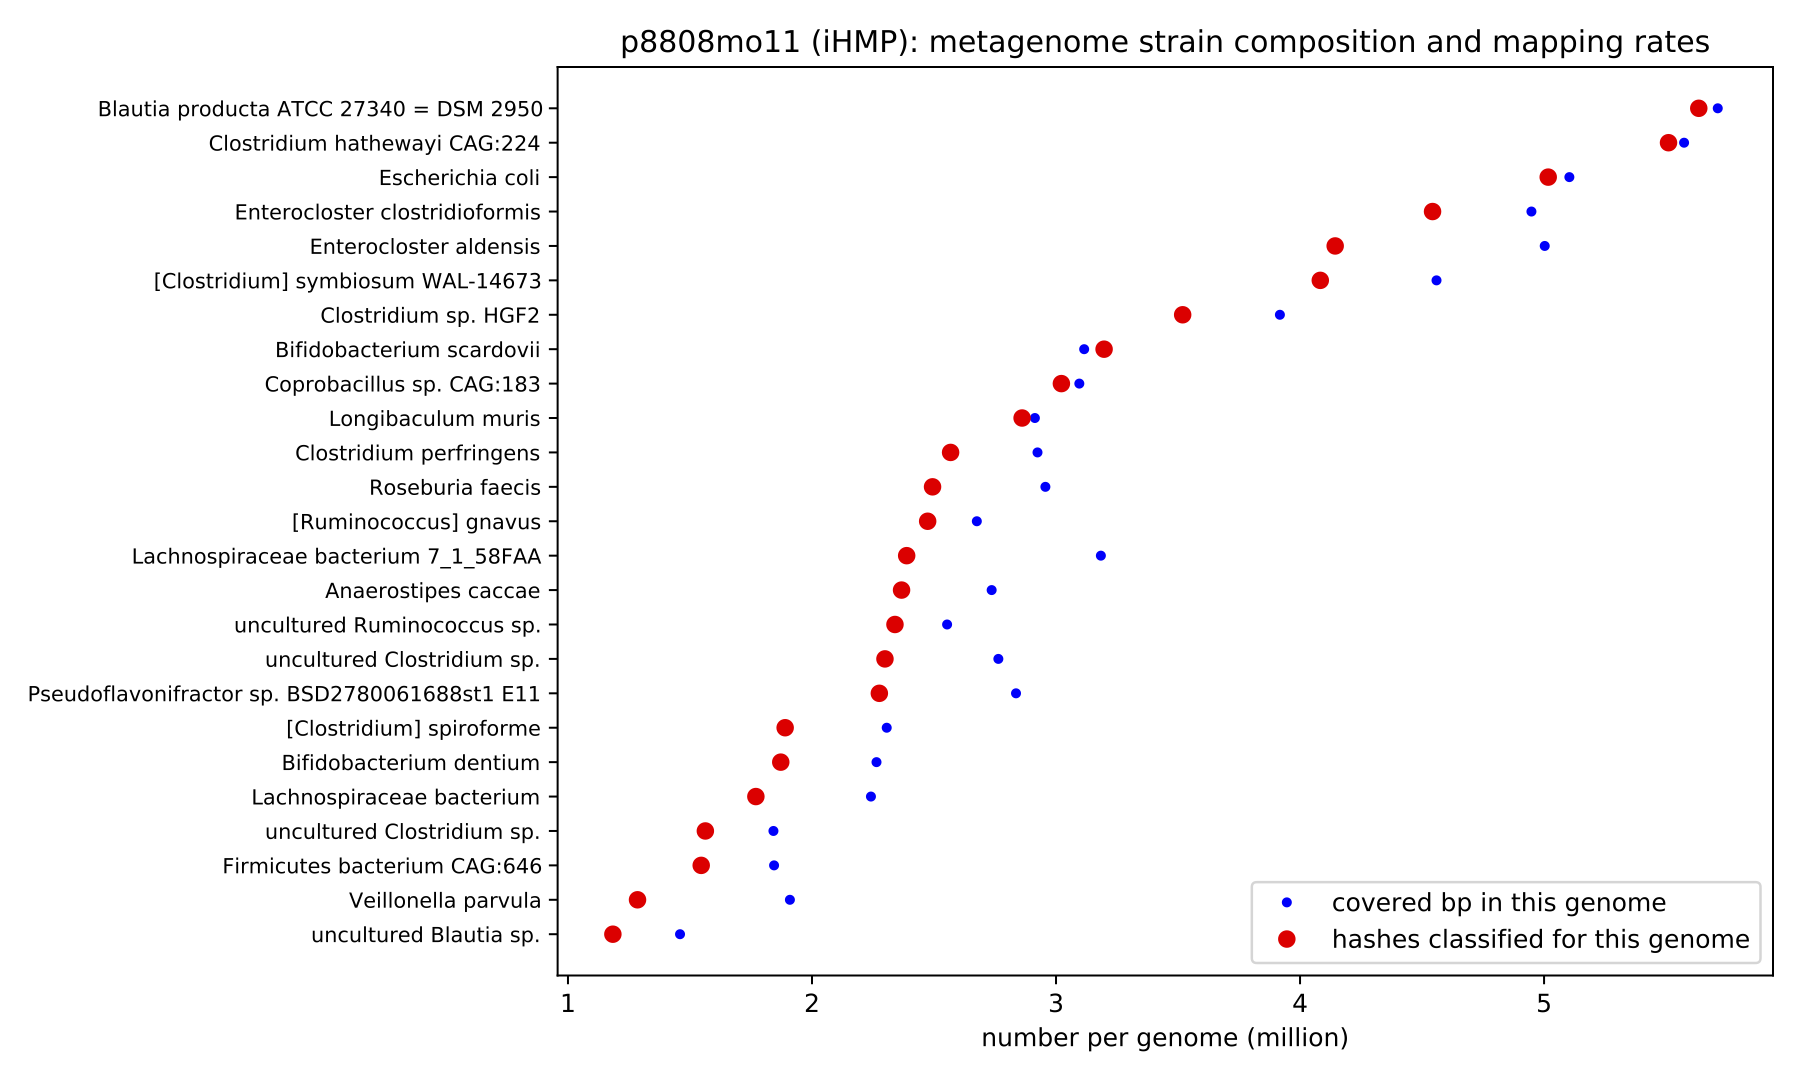 p8808mo11 (iHMP): metagenome strain composition and mapping rates
Blautia producta ATCC 27340 = DSM 2950
Clostridium hathewayi CAG:224
Escherichia coli
Enterocloster clostridioformis
Enterocloster aldensis
[Clostridium] symbiosum WAL-14673
Clostridium sp. HGF2
Bifidobacterium scardovii
Coprobacillus sp. CAG:183
Longibaculum muris
Clostridium perfringens
Roseburia faecis
[Ruminococcus] gnavus
Lachnospiraceae bacterium 7_1_58FAA
Anaerostipes caccae
uncultured Ruminococcus sp.
uncultured Clostridium sp.
Pseudoflavonifractor sp. BSD2780061688st1 E11
[Clostridium] spiroforme
Bifidobacterium dentium
Lachnospiraceae bacterium
uncultured Clostridium sp.
Firmicutes bacterium CAG:646
Veillonella parvula
uncultured Blautia sp.
covered bp in this genome
hashes classified for this genome
1 2 3 4 5
number per genome (million)